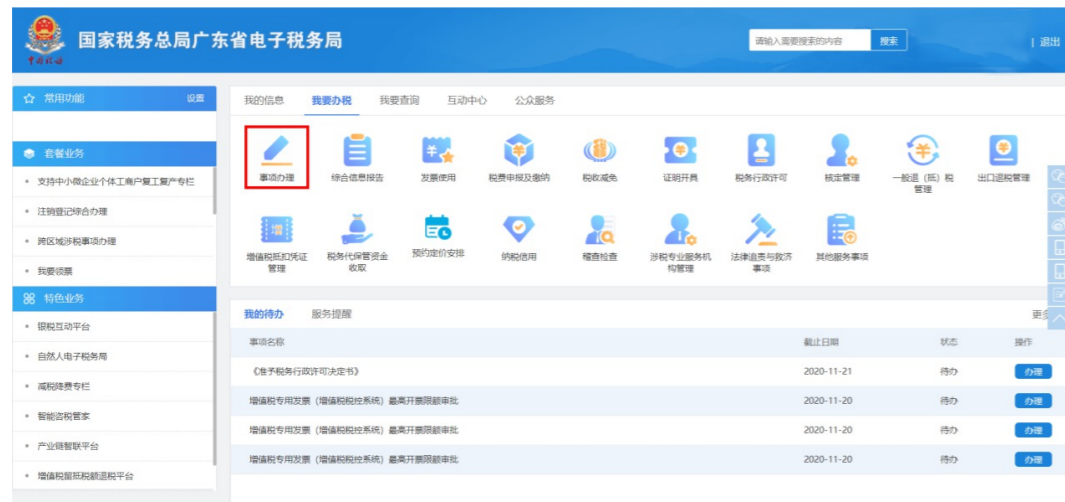 国家税务总局广东省电子税务局
中国税务
请输入需要搜索的内容
搜索
| 退出
常用功能
设置
套餐业务
支持中小微企业个体工商户复工复产专栏
注销登记综合办理
跨区域涉税事项办理
我要领票
特色业务
银税互动平台
自然人电子税务局
减税降费专栏
智能咨税管家
产业链智联平台
增值税留抵税额退税平台
我的信息
我要办税
我要查询
互动中心
公众服务
事项办理
综合信息报告
发票使用
税费申报及缴纳
税收减免
证明开具
税务行政许可
核定管理
一般退（抵）税
管理
出口退税管理
增
增值税抵扣凭证
管理
税务代保管资金
收取
预约定价安排
纳税信用
稽查检查
涉税专业服务机
构管理
法律追责与救济
事项
其他服务事项
我的待办
服务提醒
事项名称
截止日期
状态
操作
《准予税务行政许可决定书》
2020-11-21
待办
办理
增值税专用发票（增值税税控系统）最高开票限额审批
2020-11-20
待办
办理
增值税专用发票（增值税税控系统）最高开票限额审批
2020-11-20
待办
办理
增值税专用发票（增值税税控系统）最高开票限额审批
2020-11-20
待办
办理